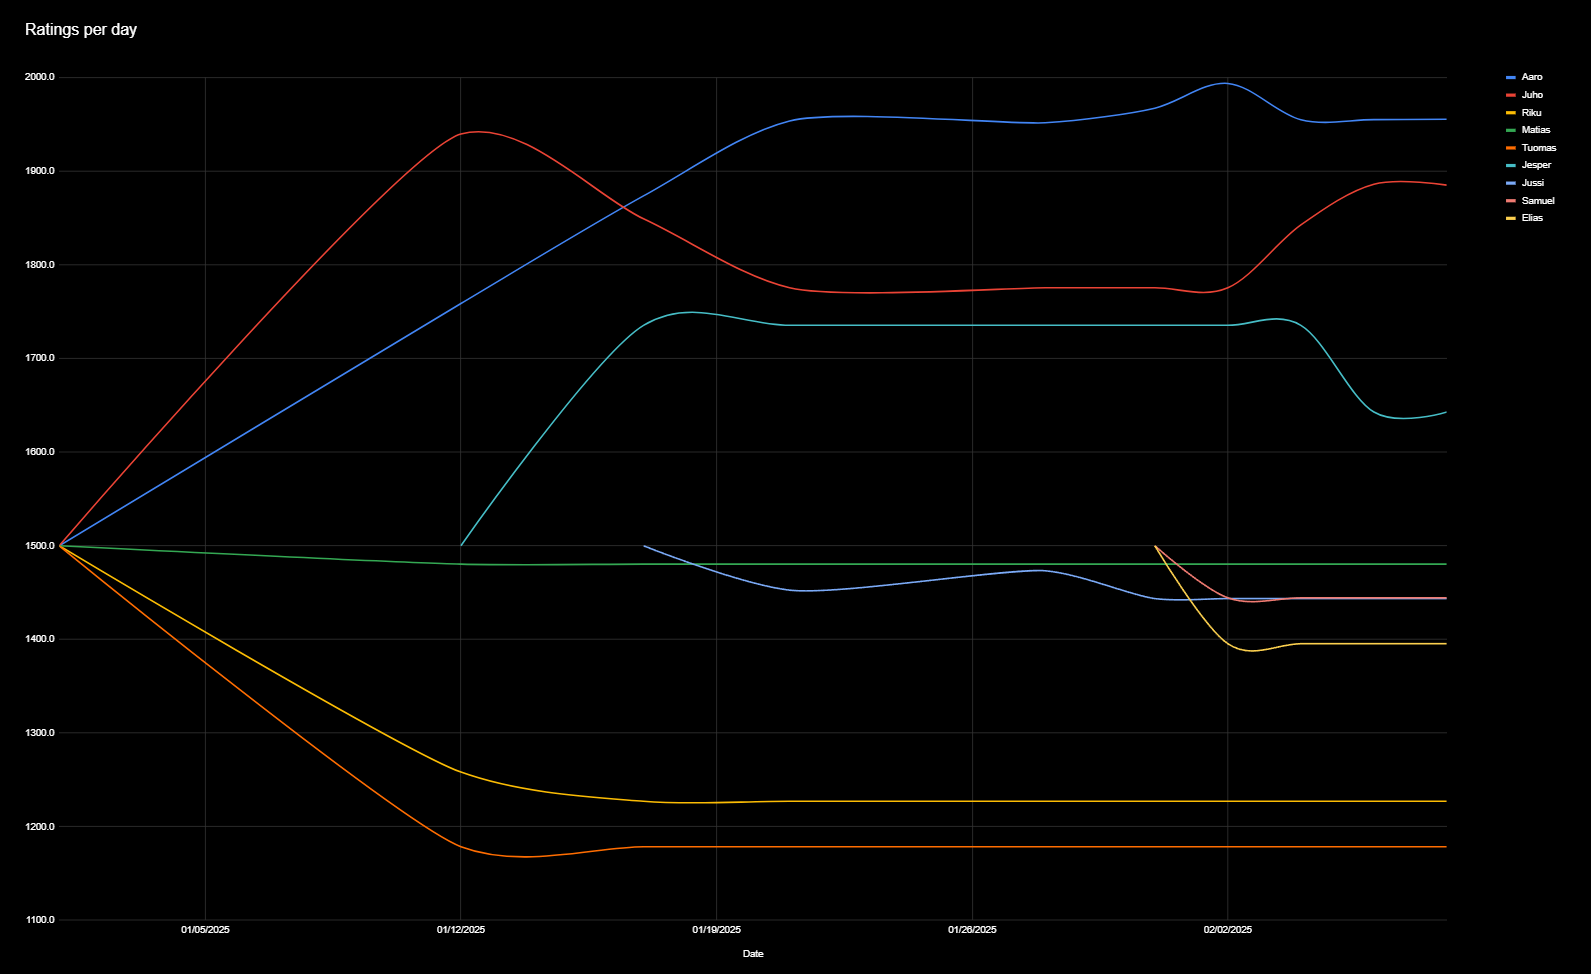 Ratings per day
2000.0
1900.0
1800.0
1700.0
1600.0
1500.0
1400.0
1300.0
1200.0
1100.0
01/05/2025
01/12/2025
01/19/2025
01/26/2025
02/02/2025
Date
Aaro
Juho
Riku
Matias
Tuomas
Jesper
Jussi
Samuel
Elias